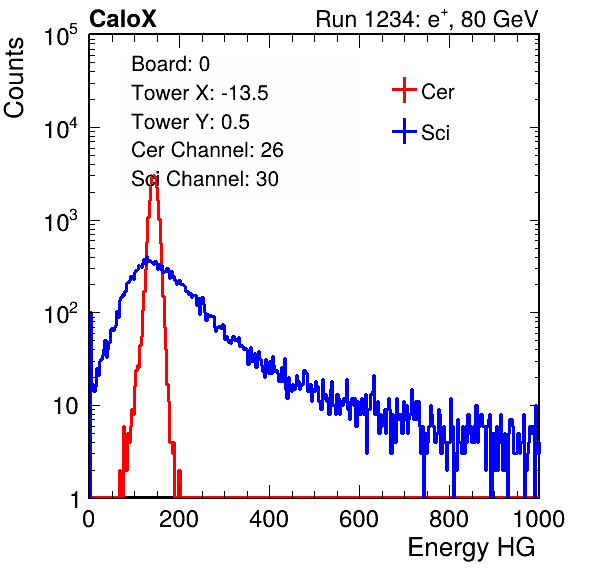 CaloX
Run 1234: e+, 80 GeV
Counts
Board: 0
Tower X: -13.5
Tower Y: 0.5
Cer Channel: 26
Sci Channel: 30
Cer
Sci
10^5
10^4
10^3
10^2
10
1
0 200 400 600 800 1000
Energy HG